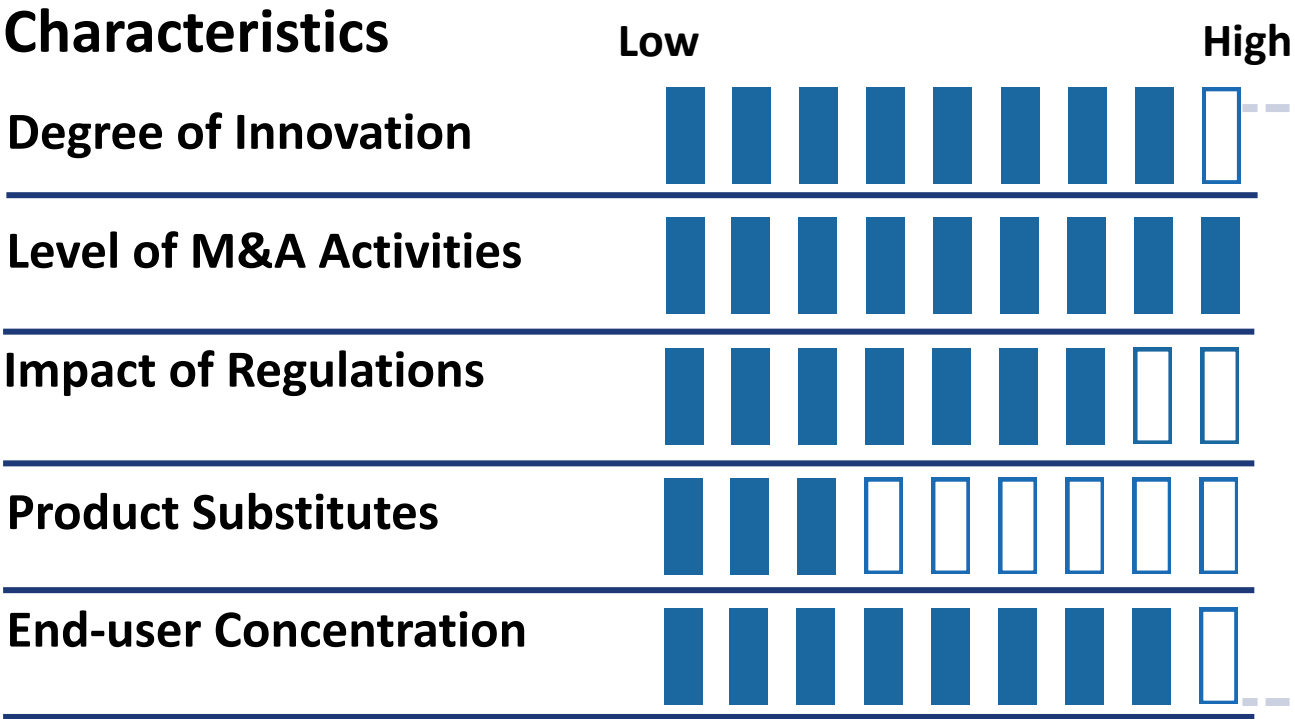 Characteristics Low High
Degree of Innovation
Level of M&A Activities
Impact of Regulations
Product Substitutes
End-user Concentration